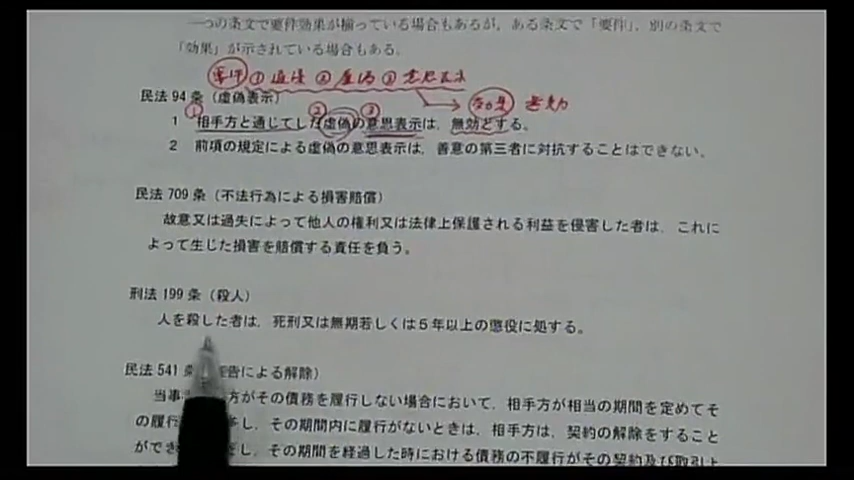 一つの条文で要件効果が揃っている場合もあるが，ある条文で「要件」，別の条文で
「効果」が示されている場合もある。
要件 ① 通謀 ② 虚偽 ③ 意思表示
効果 無効
民法 94 条（虚偽表示）
① ② ③
1 相手方と通じてした虚偽の意思表示は，無効とする。
2 前項の規定による虚偽の意思表示は，善意の第三者に対抗することはできない。
民法 709 条（不法行為による損害賠償）
故意又は過失によって他人の権利又は法律上保護される利益を侵害した者は，これに
よって生じた損害を賠償する責任を負う。
刑法 199 条（殺人）
人を殺した者は，死刑又は無期若しくは５年以上の懲役に処する。
民法 541 告による解除）
当事 方がその債務を履行しない場合において，相手方が相当の期間を定めてそ
の履行 し，その期間内に履行がないときは，相手方は，契約の解除をすること
ができ し，その期間を経過した時における債務の不履行がその契約及び取引上